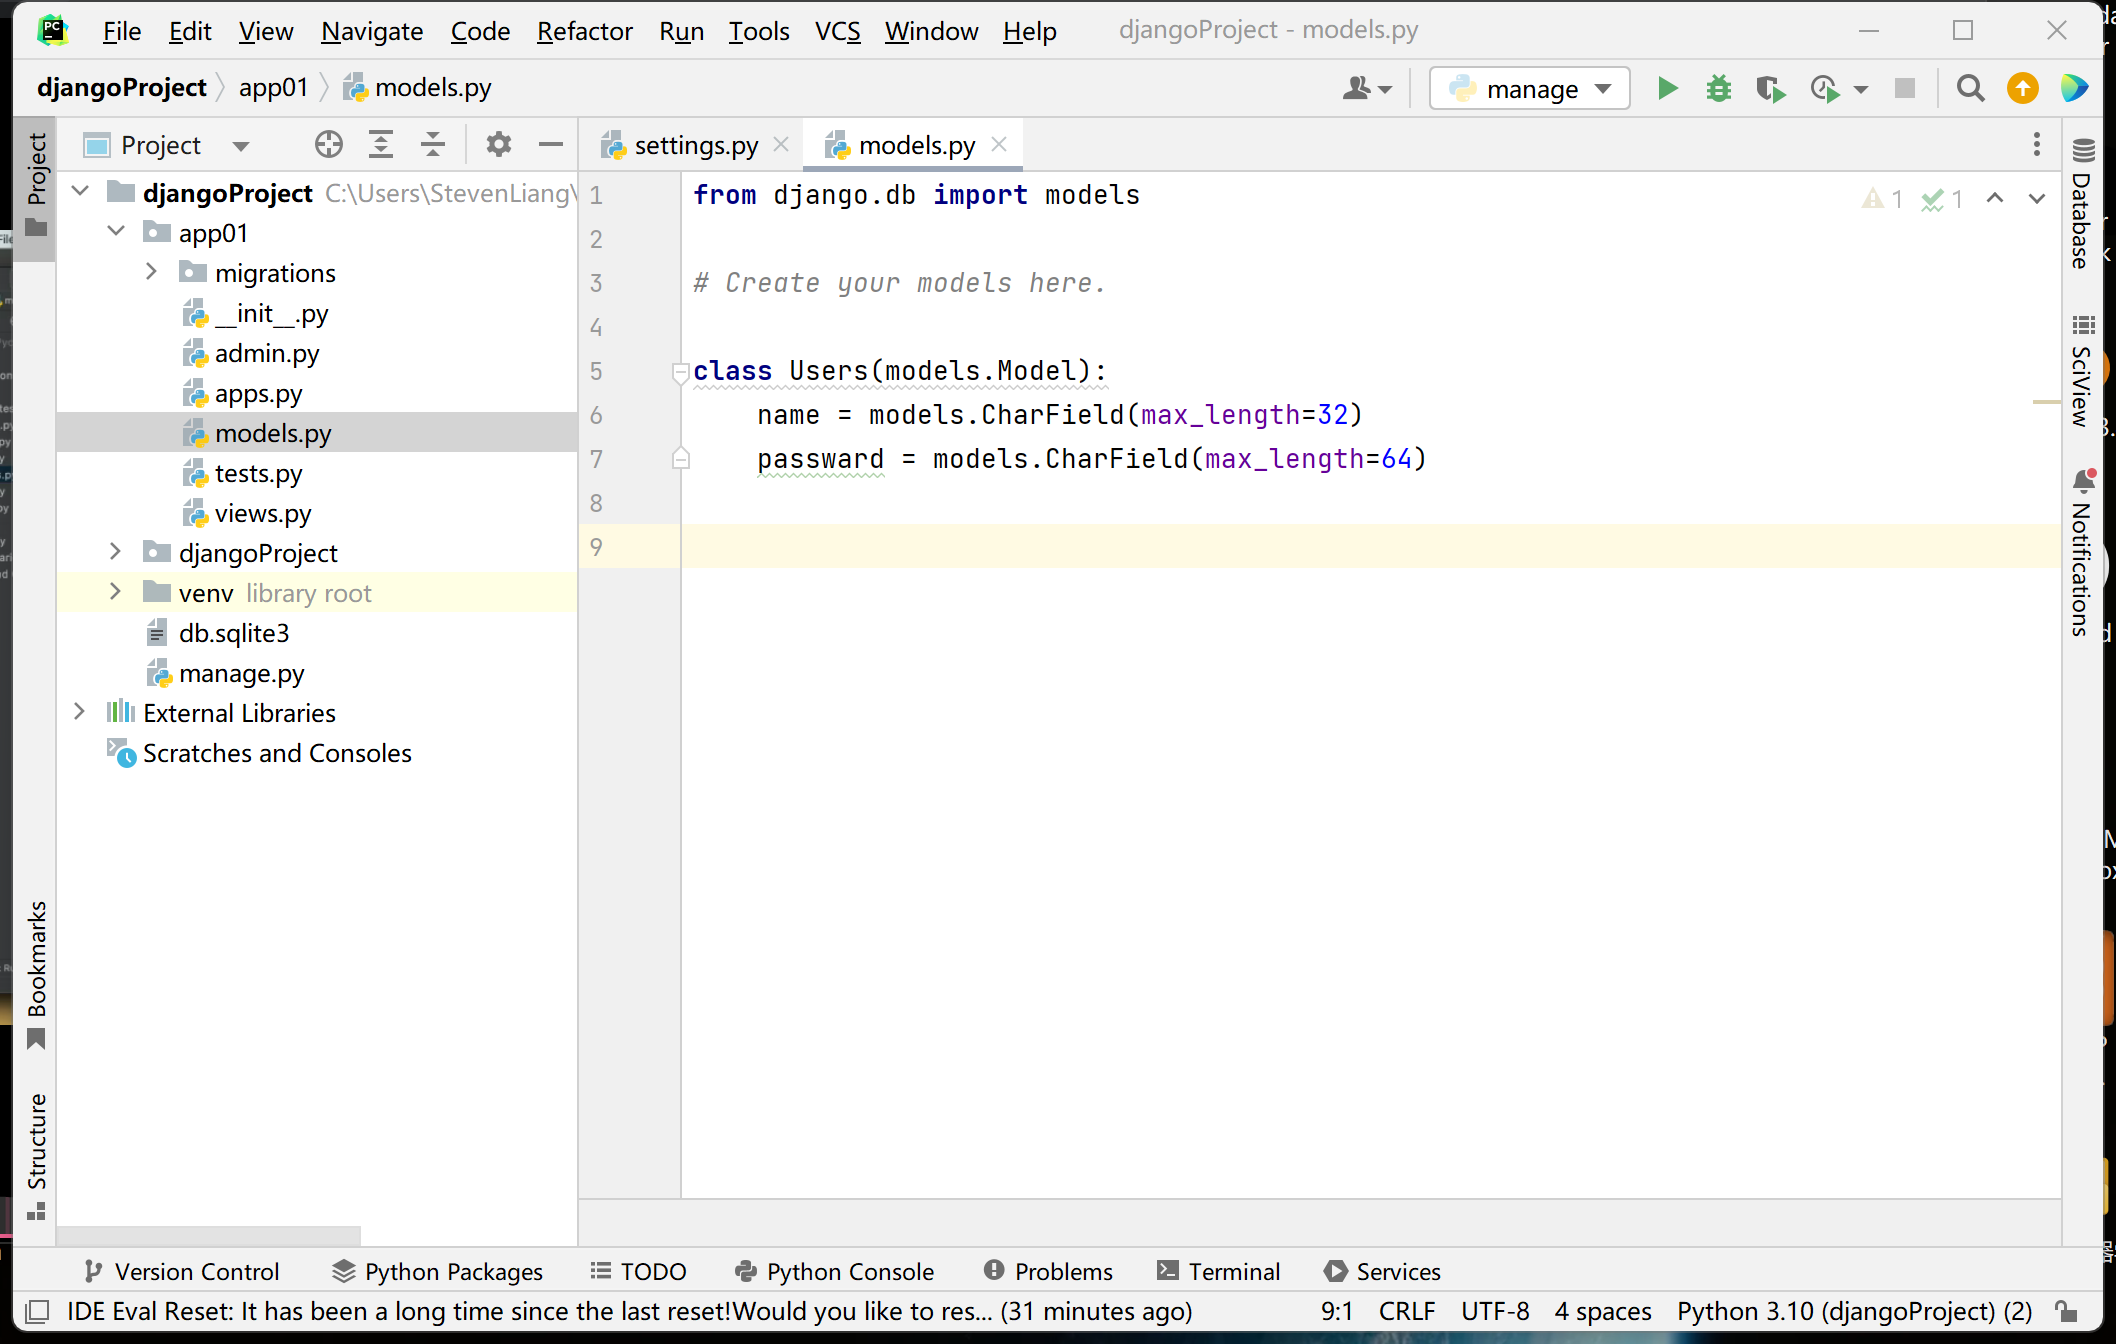 File Edit View Navigate Code Refactor Run Tools VCS Window Help djangoProject - models.py
djangoProject app01 models.py manage
Project
Project
settings.py models.py
djangoProject C:\Users\StevenLiang\
app01
migrations
__init__.py
admin.py
apps.py
models.py
tests.py
views.py
djangoProject
venv library root
db.sqlite3
manage.py
External Libraries
Scratches and Consoles
1 from django.db import models
2
3 # Create your models here.
4
5 class Users(models.Model):
6 name = models.CharField(max_length=32)
7 passward = models.CharField(max_length=64)
8
9
1 1
Database
SciView
Notifications
Bookmarks
Structure
Version Control Python Packages TODO Python Console Problems Terminal Services
IDE Eval Reset: It has been a long time since the last reset!Would you like to res... (31 minutes ago) 9:1 CRLF UTF-8 4 spaces Python 3.10 (djangoProject) (2)